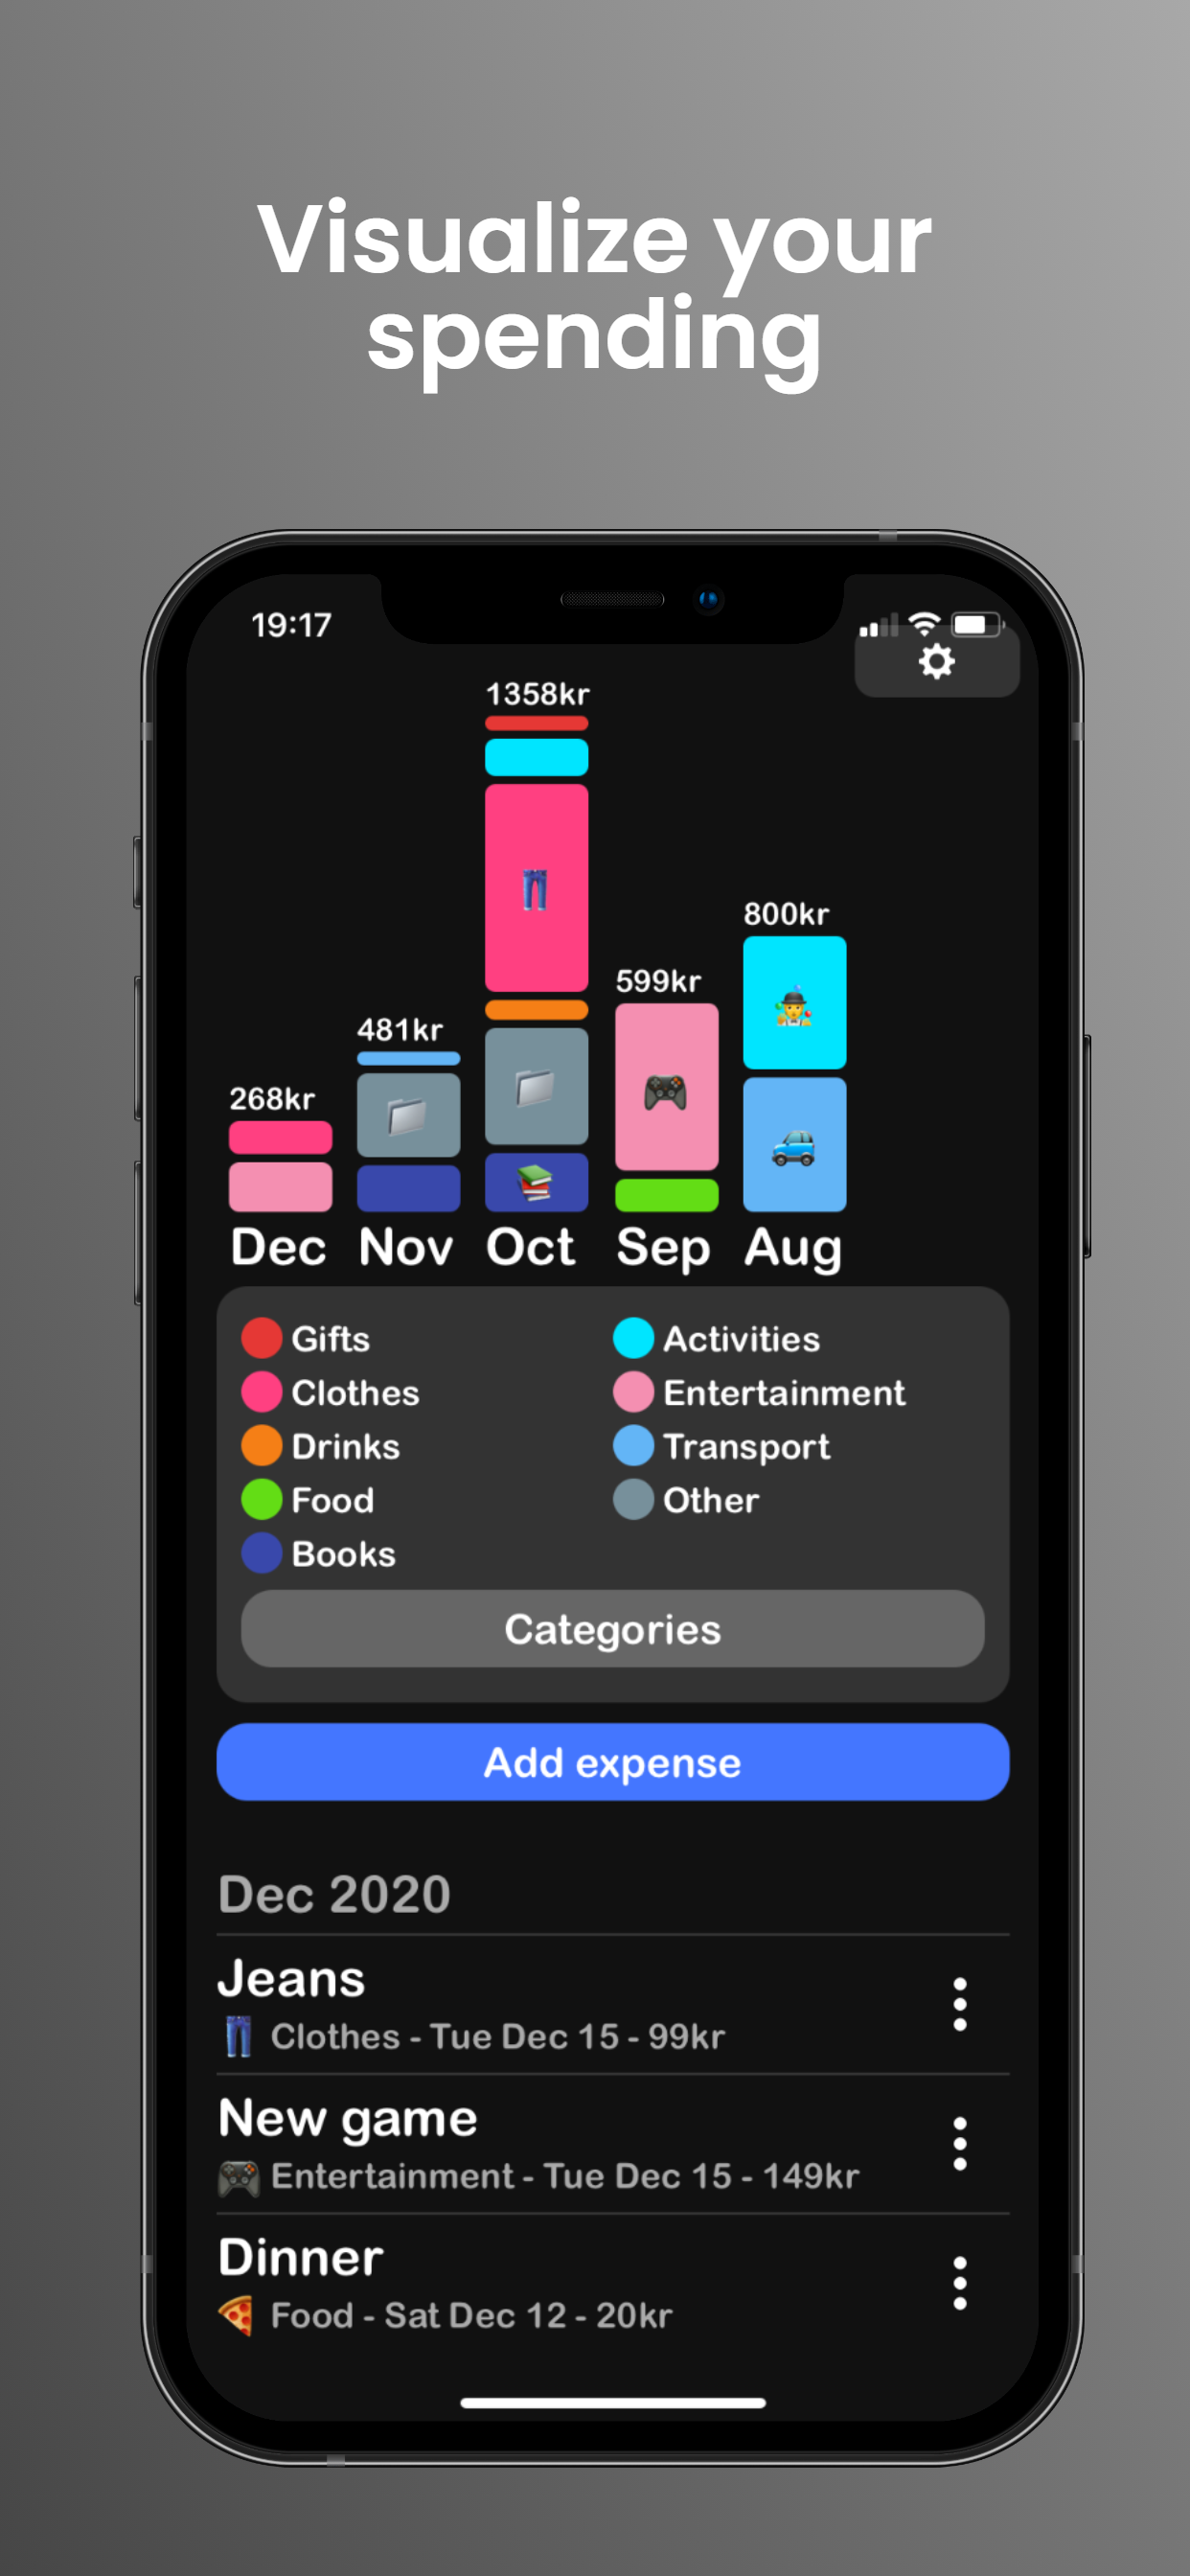 Visualize your
spending
19:17
1358kr
800kr
599kr
481kr
268kr
Dec Nov Oct Sep Aug
Gifts Activities
Clothes Entertainment
Drinks Transport
Food Other
Books
Categories
Add expense
Dec 2020
Jeans
Clothes - Tue Dec 15 - 99kr
New game
Entertainment - Tue Dec 15 - 149kr
Dinner
Food - Sat Dec 12 - 20kr